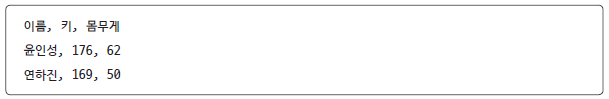 이름, 키, 몸무게
윤인성, 176, 62
연하진, 169, 50